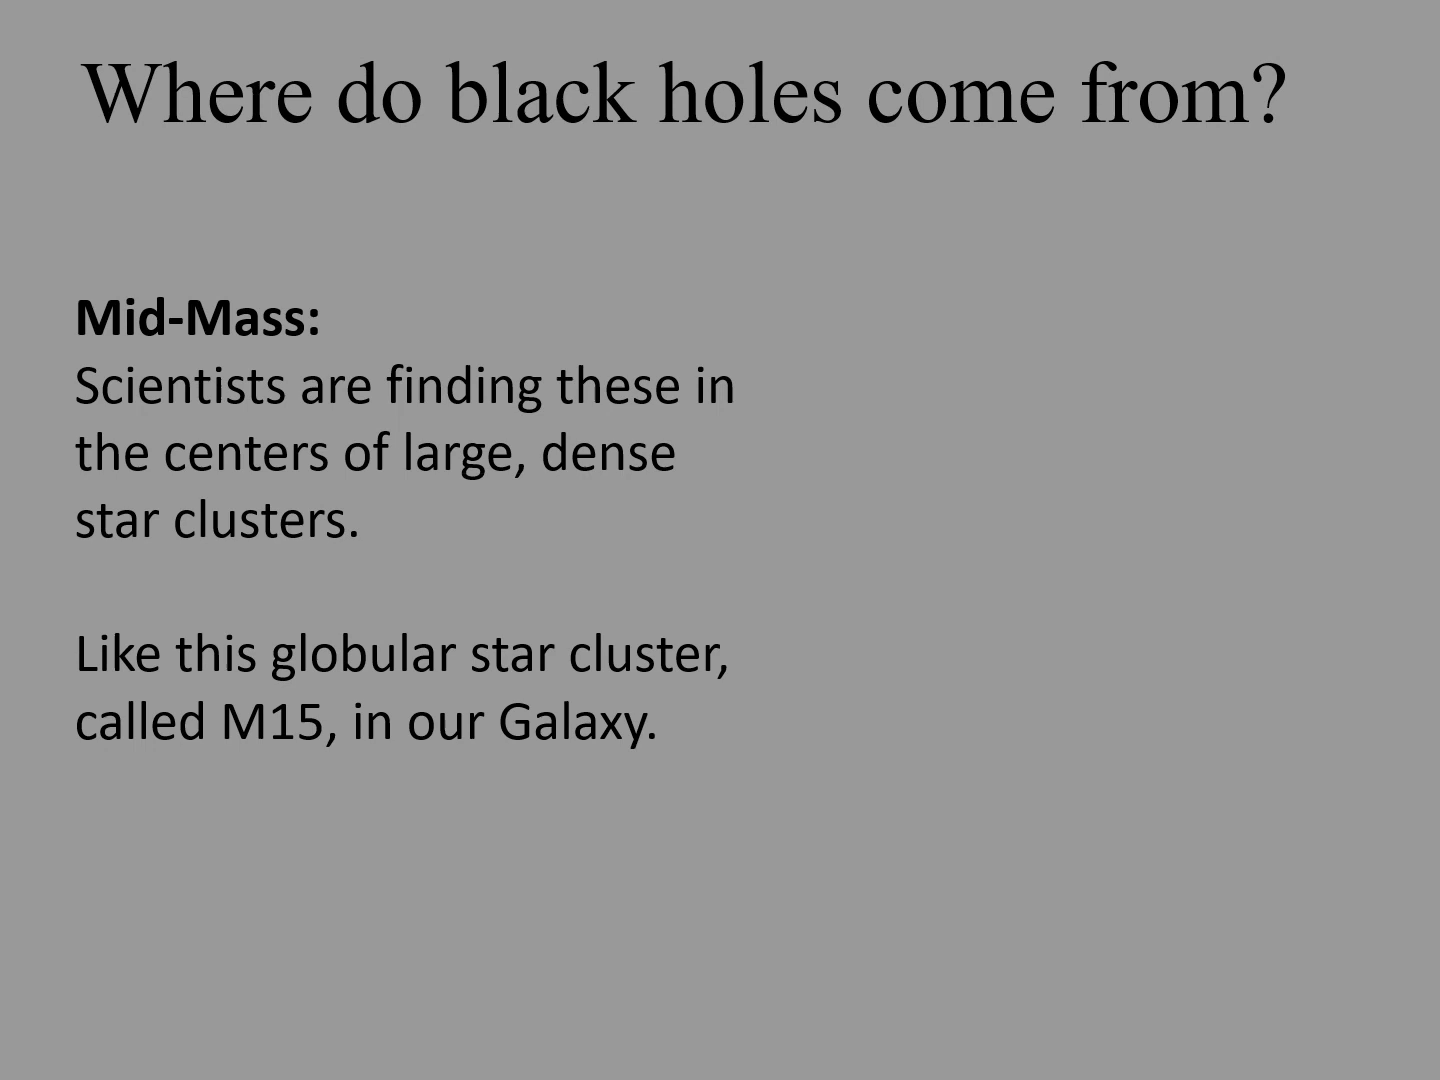 Where do black holes come from?
Mid-Mass:
Scientists are finding these in
the centers of large, dense
star clusters.
Like this globular star cluster,
called M15, in our Galaxy.